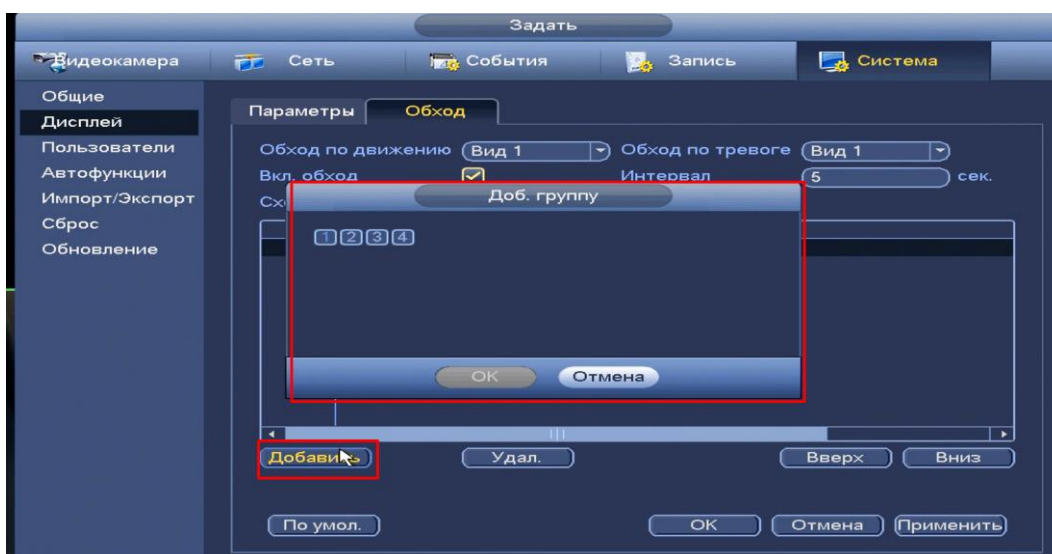 Задать
Видеокамера Сеть События Запись Система
Общие
Дисплей
Пользователи
Автофункции
Импорт/Экспорт
Сброс
Обновление
Параметры Обход
Обход по движению Вид 1 Обход по тревоге Вид 1
Вкл. обход Интервал 5 сек.
Доб. группу
1 2 3 4
ОК Отмена
Добавить Удал. Вверх Вниз
По умол. ОК Отмена Применить